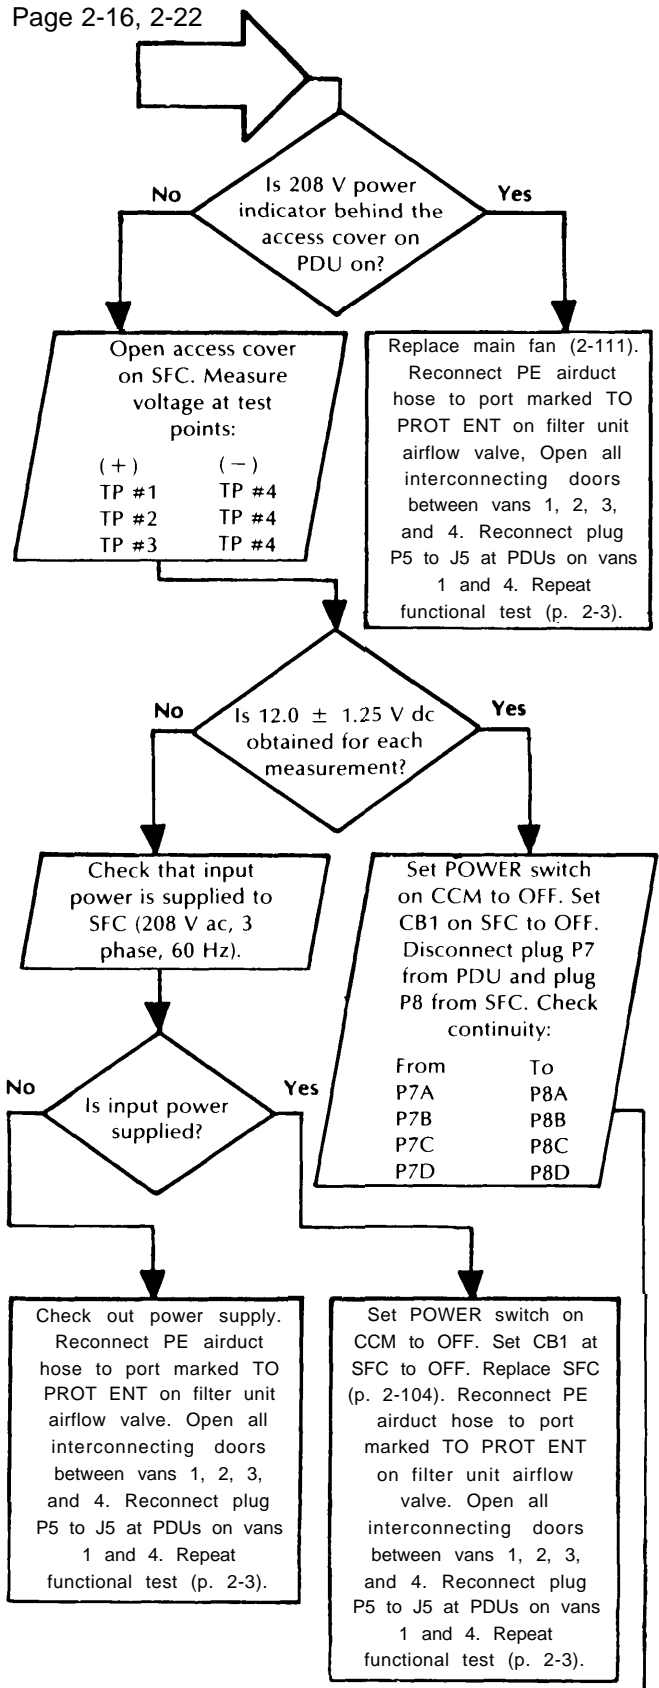 Page 2-16, 2-22
Is 208 V power
indicator behind the
access cover on
PDU on?
No
Yes
Open access cover
on SFC. Measure
voltage at test
points:
(+) (−)
TP #1 TP #4
TP #2 TP #4
TP #3 TP #4
Replace main fan (2-111).
Reconnect PE airduct
hose to port marked TO
PROT ENT on filter unit
airflow valve, Open all
interconnecting doors
between vans 1, 2, 3,
and 4. Reconnect plug
P5 to J5 at PDUs on vans
1 and 4. Repeat
functional test (p. 2-3).
Is 12.0 ± 1.25 V dc
obtained for each
measurement?
No
Yes
Check that input
power is supplied to
SFC (208 V ac, 3
phase, 60 Hz).
Set POWER switch
on CCM to OFF. Set
CB1 on SFC to OFF.
Disconnect plug P7
from PDU and plug
P8 from SFC. Check
continuity:
From To
P7A P8A
P7B P8B
P7C P8C
P7D P8D
Is input power
supplied?
No
Yes
Check out power supply.
Reconnect PE airduct
hose to port marked TO
PROT ENT on filter unit
airflow valve. Open all
interconnecting doors
between vans 1, 2, 3,
and 4. Reconnect plug
P5 to J5 at PDUs on vans
1 and 4. Repeat
functional test (p. 2-3).
Set POWER switch on
CCM to OFF. Set CB1 at
SFC to OFF. Replace SFC
(p. 2-104). Reconnect PE
airduct hose to port
marked TO PROT ENT
on filter unit airflow
valve. Open all
interconnecting doors
between vans 1, 2, 3,
and 4. Reconnect plug
P5 to J5 at PDUs on vans
1 and 4. Repeat
functional test (p. 2-3).